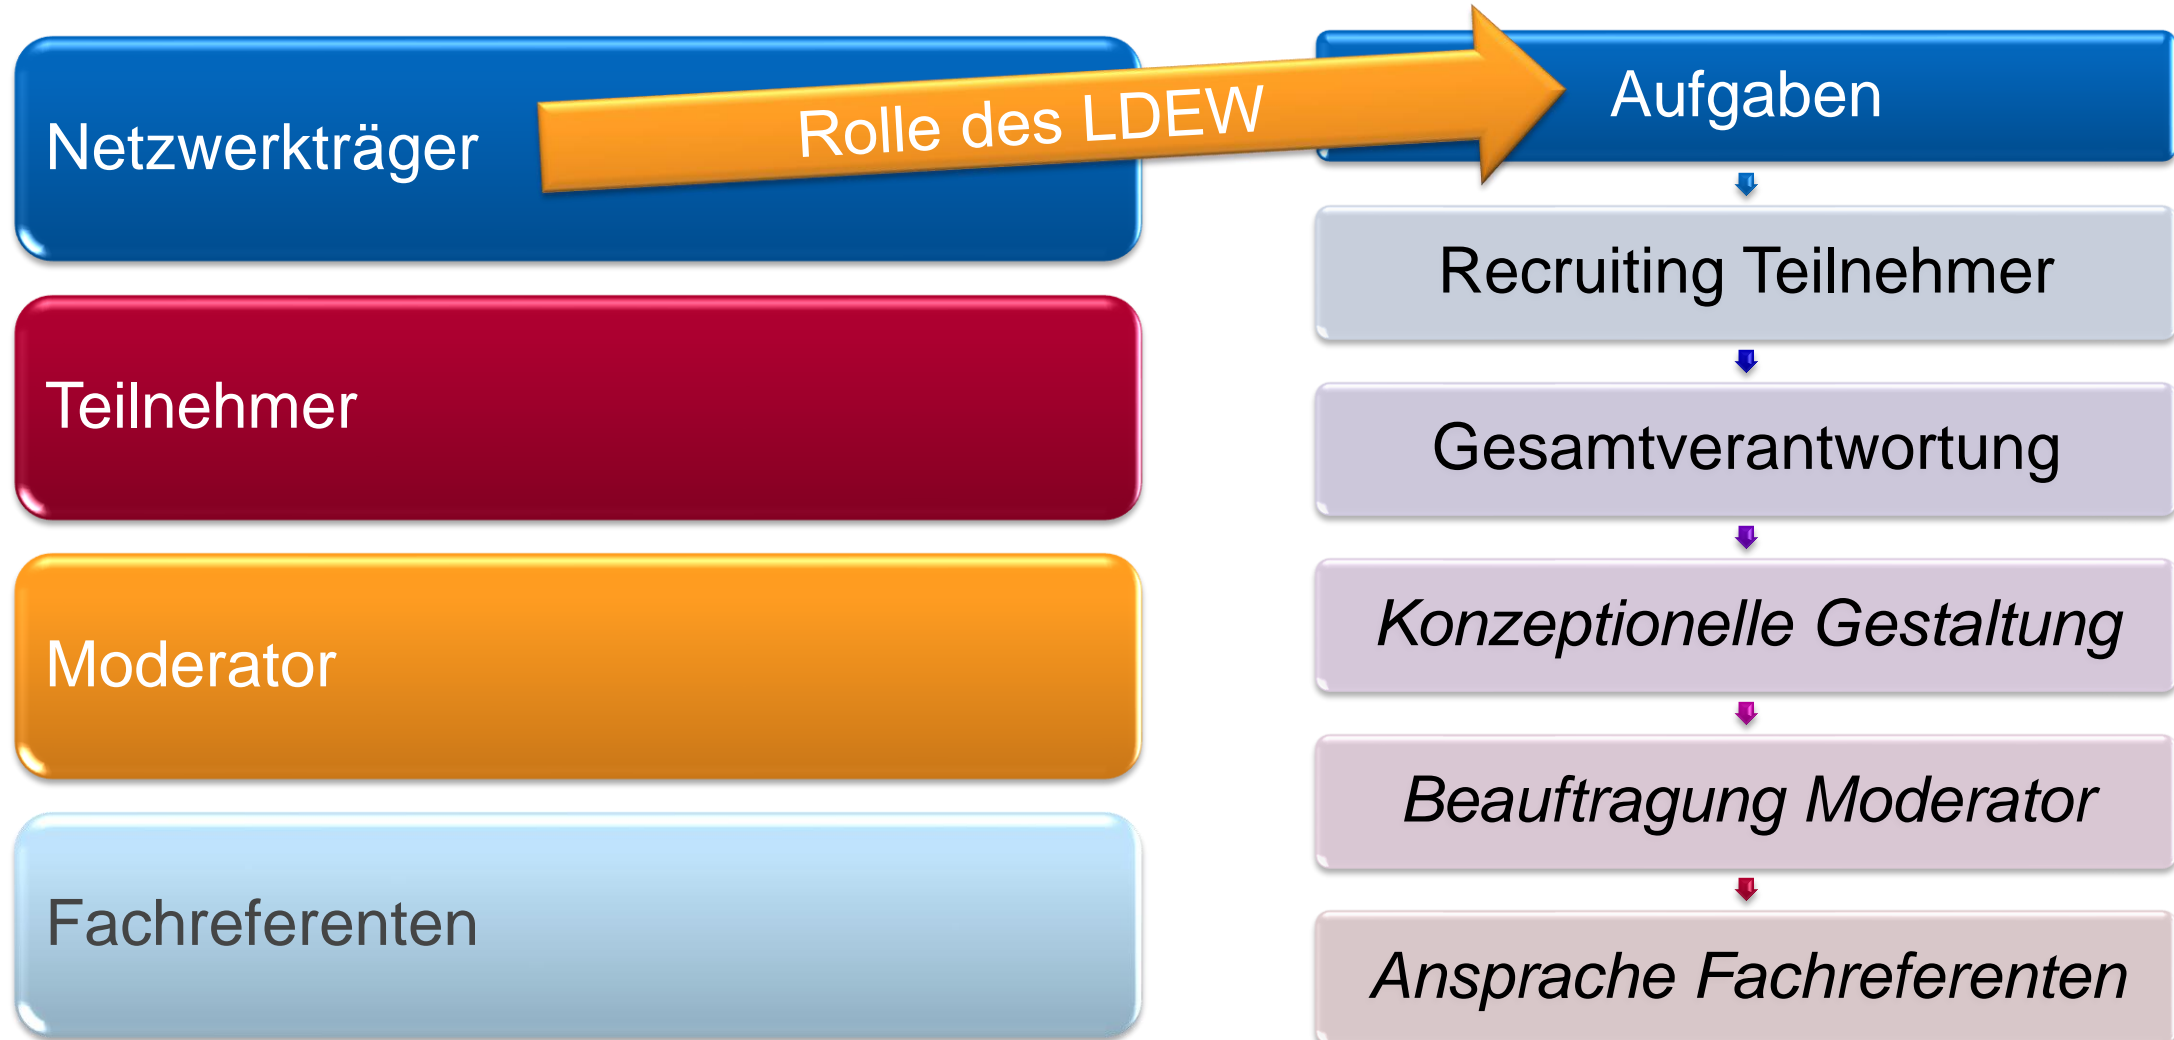 Netzwerkträger
Rolle des LDEW
Teilnehmer
Moderator
Fachreferenten
Aufgaben
Recruiting Teilnehmer
Gesamtverantwortung
Konzeptionelle Gestaltung
Beauftragung Moderator
Ansprache Fachreferenten